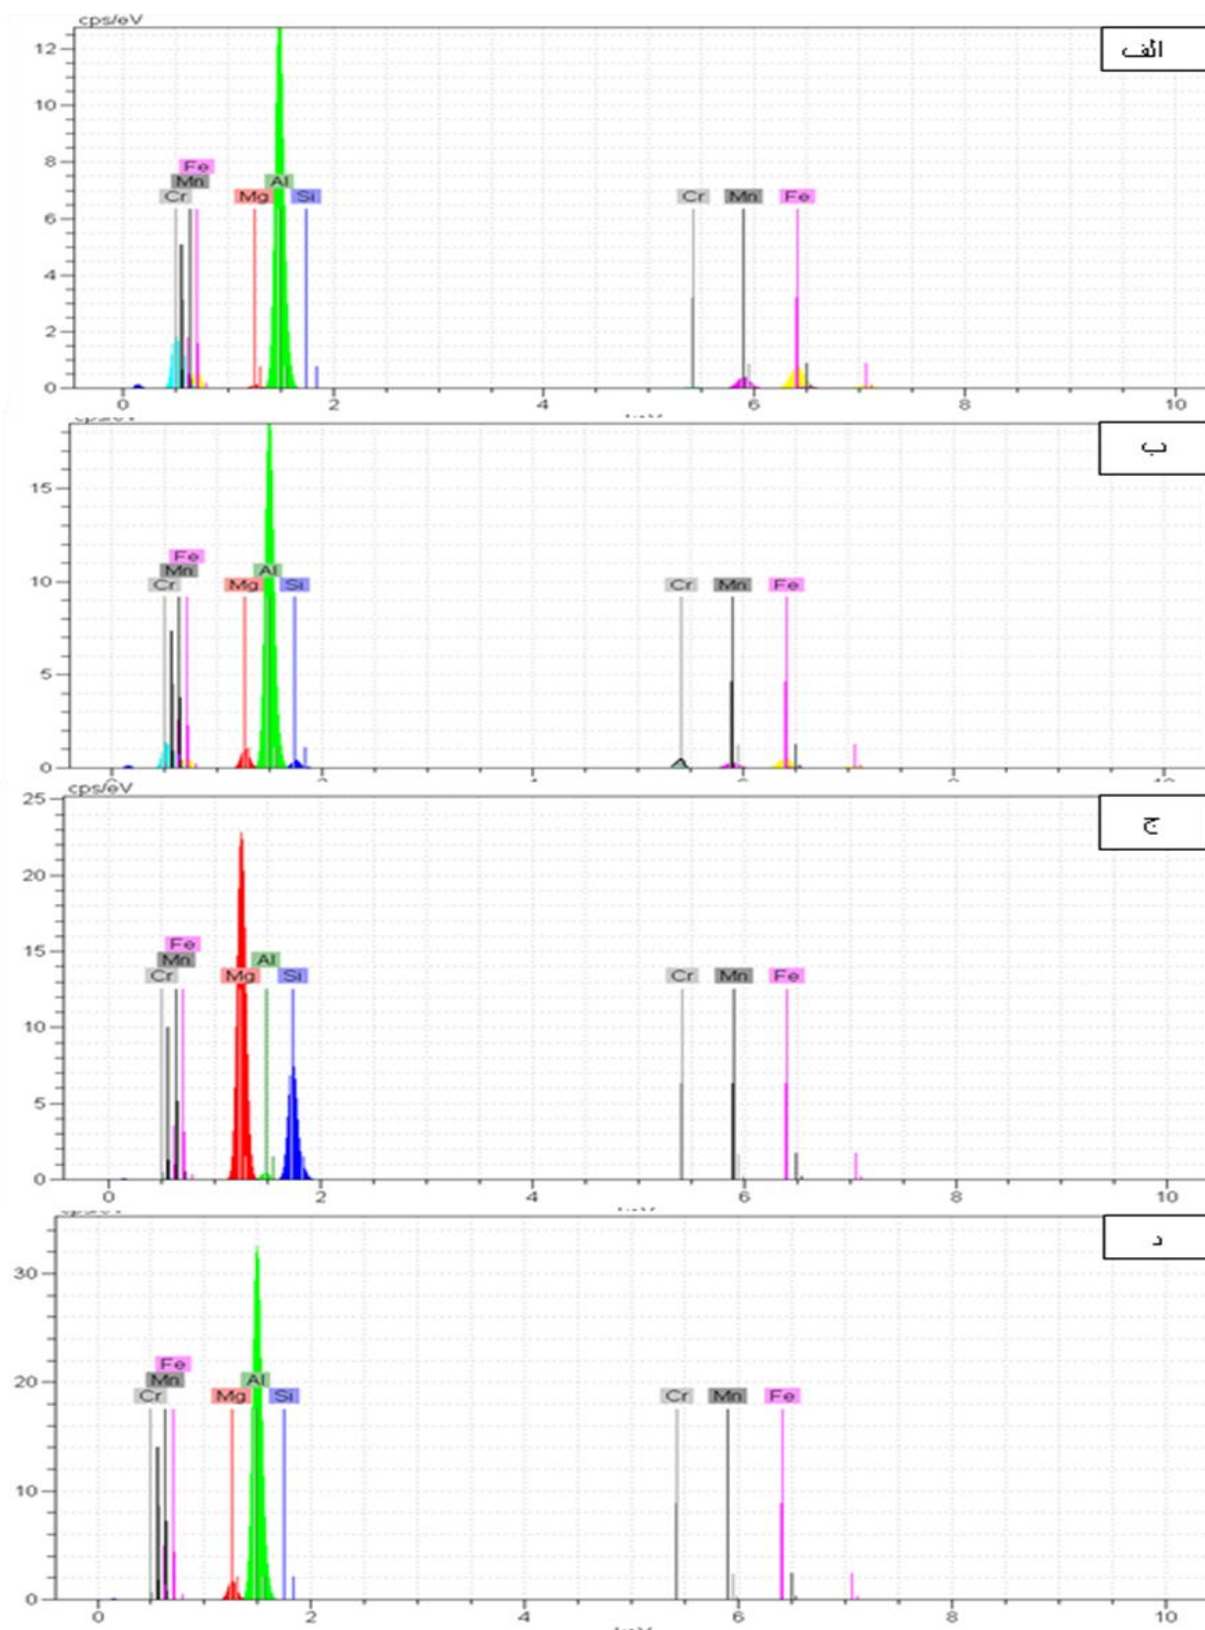 cps/eV
الف
12
10
8
6
4
2
0
Fe
Mn
Cr Mg Al Si Cr Mn Fe
0 2 4 6 8 10
ب
15
10
5
0
Fe
Mn Al
Cr Mg Si Cr Mn Fe
cps/eV
ج
25
20
15
10
5
0
Fe
Mn Al
Cr Mg Si Cr Mn Fe
0 2 4 6 8 10
د
30
20
10
0
Fe
Mn Al
Cr Mg Si Cr Mn Fe
0 2 4 6 8 10